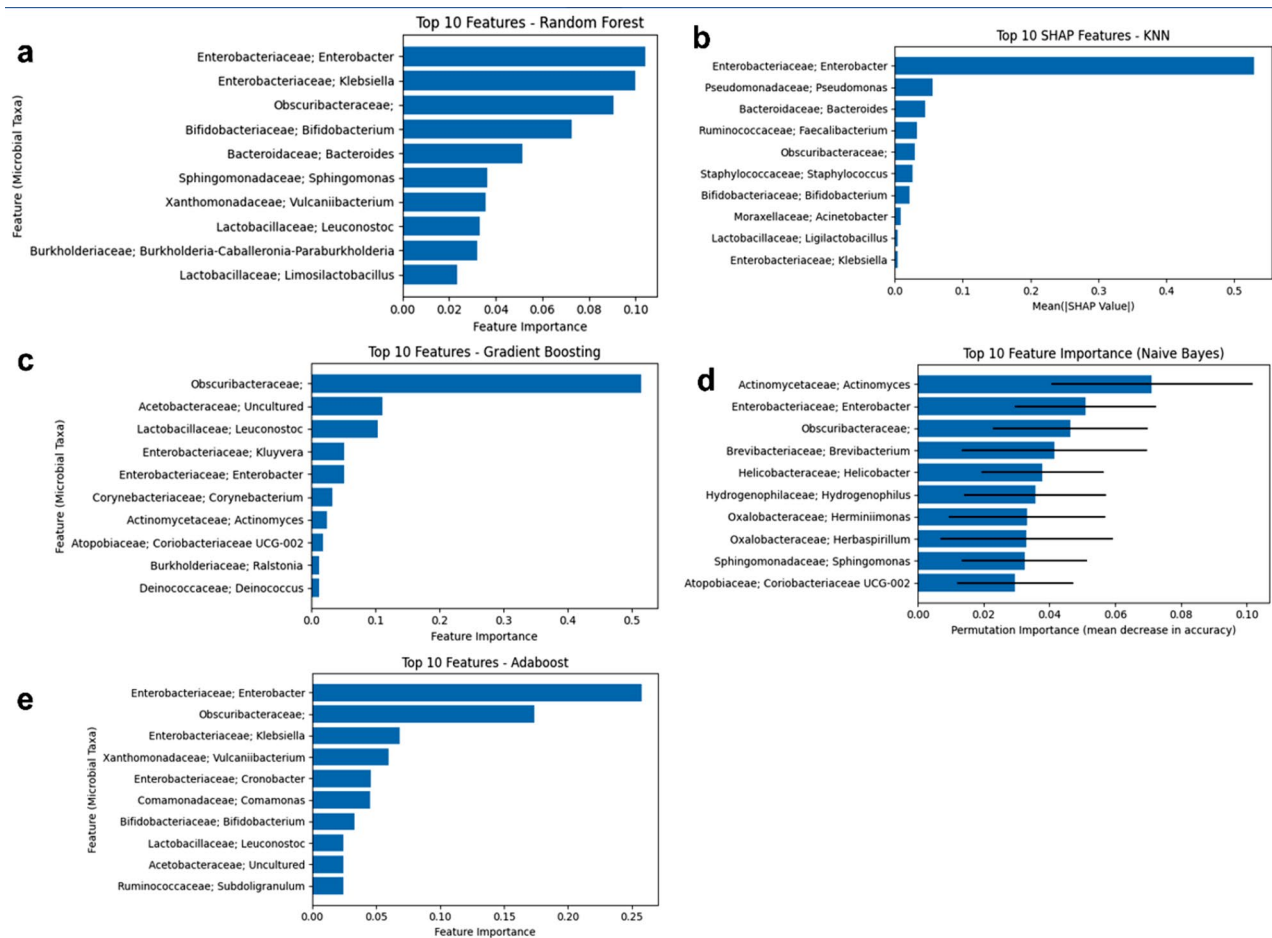 a
Top 10 Features - Random Forest
Feature (Microbial Taxa)
Enterobacteriaceae; Enterobacter
Enterobacteriaceae; Klebsiella
Obscuribacteraceae;
Bifidobacteriaceae; Bifidobacterium
Bacteroidaceae; Bacteroides
Sphingomonadaceae; Sphingomonas
Xanthomonadaceae; Vulcaniibacterium
Lactobacillaceae; Leuconostoc
Burkholderiaceae; Burkholderia-Caballeronia-Paraburkholderia
Lactobacillaceae; Limosilactobacillus
0.00 0.02 0.04 0.06 0.08 0.10
Feature Importance
b
Top 10 SHAP Features - KNN
Enterobacteriaceae; Enterobacter
Pseudomonadaceae; Pseudomonas
Bacteroidaceae; Bacteroides
Ruminococcaceae; Faecalibacterium
Obscuribacteraceae;
Staphylococcaceae; Staphylococcus
Bifidobacteriaceae; Bifidobacterium
Moraxellaceae; Acinetobacter
Lactobacillaceae; Ligilactobacillus
Enterobacteriaceae; Klebsiella
0.0 0.1 0.2 0.3 0.4 0.5
Mean(|SHAP Value|)
c
Top 10 Features - Gradient Boosting
Feature (Microbial Taxa)
Obscuribacteraceae;
Acetobacteraceae; Uncultured
Lactobacillaceae; Leuconostoc
Enterobacteriaceae; Kluyvera
Enterobacteriaceae; Enterobacter
Corynebacteriaceae; Corynebacterium
Actinomycetaceae; Actinomyces
Atopobiaceae; Coriobacteriaceae UCG-002
Burkholderiaceae; Ralstonia
Deinococcaceae; Deinococcus
0.0 0.1 0.2 0.3 0.4 0.5
Feature Importance
d
Top 10 Feature Importance (Naive Bayes)
Actinomycetaceae; Actinomyces
Enterobacteriaceae; Enterobacter
Obscuribacteraceae;
Brevibacteriaceae; Brevibacterium
Helicobacteraceae; Helicobacter
Hydrogenophilaceae; Hydrogenophilus
Oxalobacteraceae; Herminiimonas
Oxalobacteraceae; Herbaspirillum
Sphingomonadaceae; Sphingomonas
Atopobiaceae; Coriobacteriaceae UCG-002
0.00 0.02 0.04 0.06 0.08 0.10
Permutation Importance (mean decrease in accuracy)
e
Top 10 Features - Adaboost
Feature (Microbial Taxa)
Enterobacteriaceae; Enterobacter
Obscuribacteraceae;
Enterobacteriaceae; Klebsiella
Xanthomonadaceae; Vulcaniibacterium
Enterobacteriaceae; Cronobacter
Comamonadaceae; Comamonas
Bifidobacteriaceae; Bifidobacterium
Lactobacillaceae; Leuconostoc
Acetobacteraceae; Uncultured
Ruminococcaceae; Subdoligranulum
0.00 0.05 0.10 0.15 0.20 0.25
Feature Importance